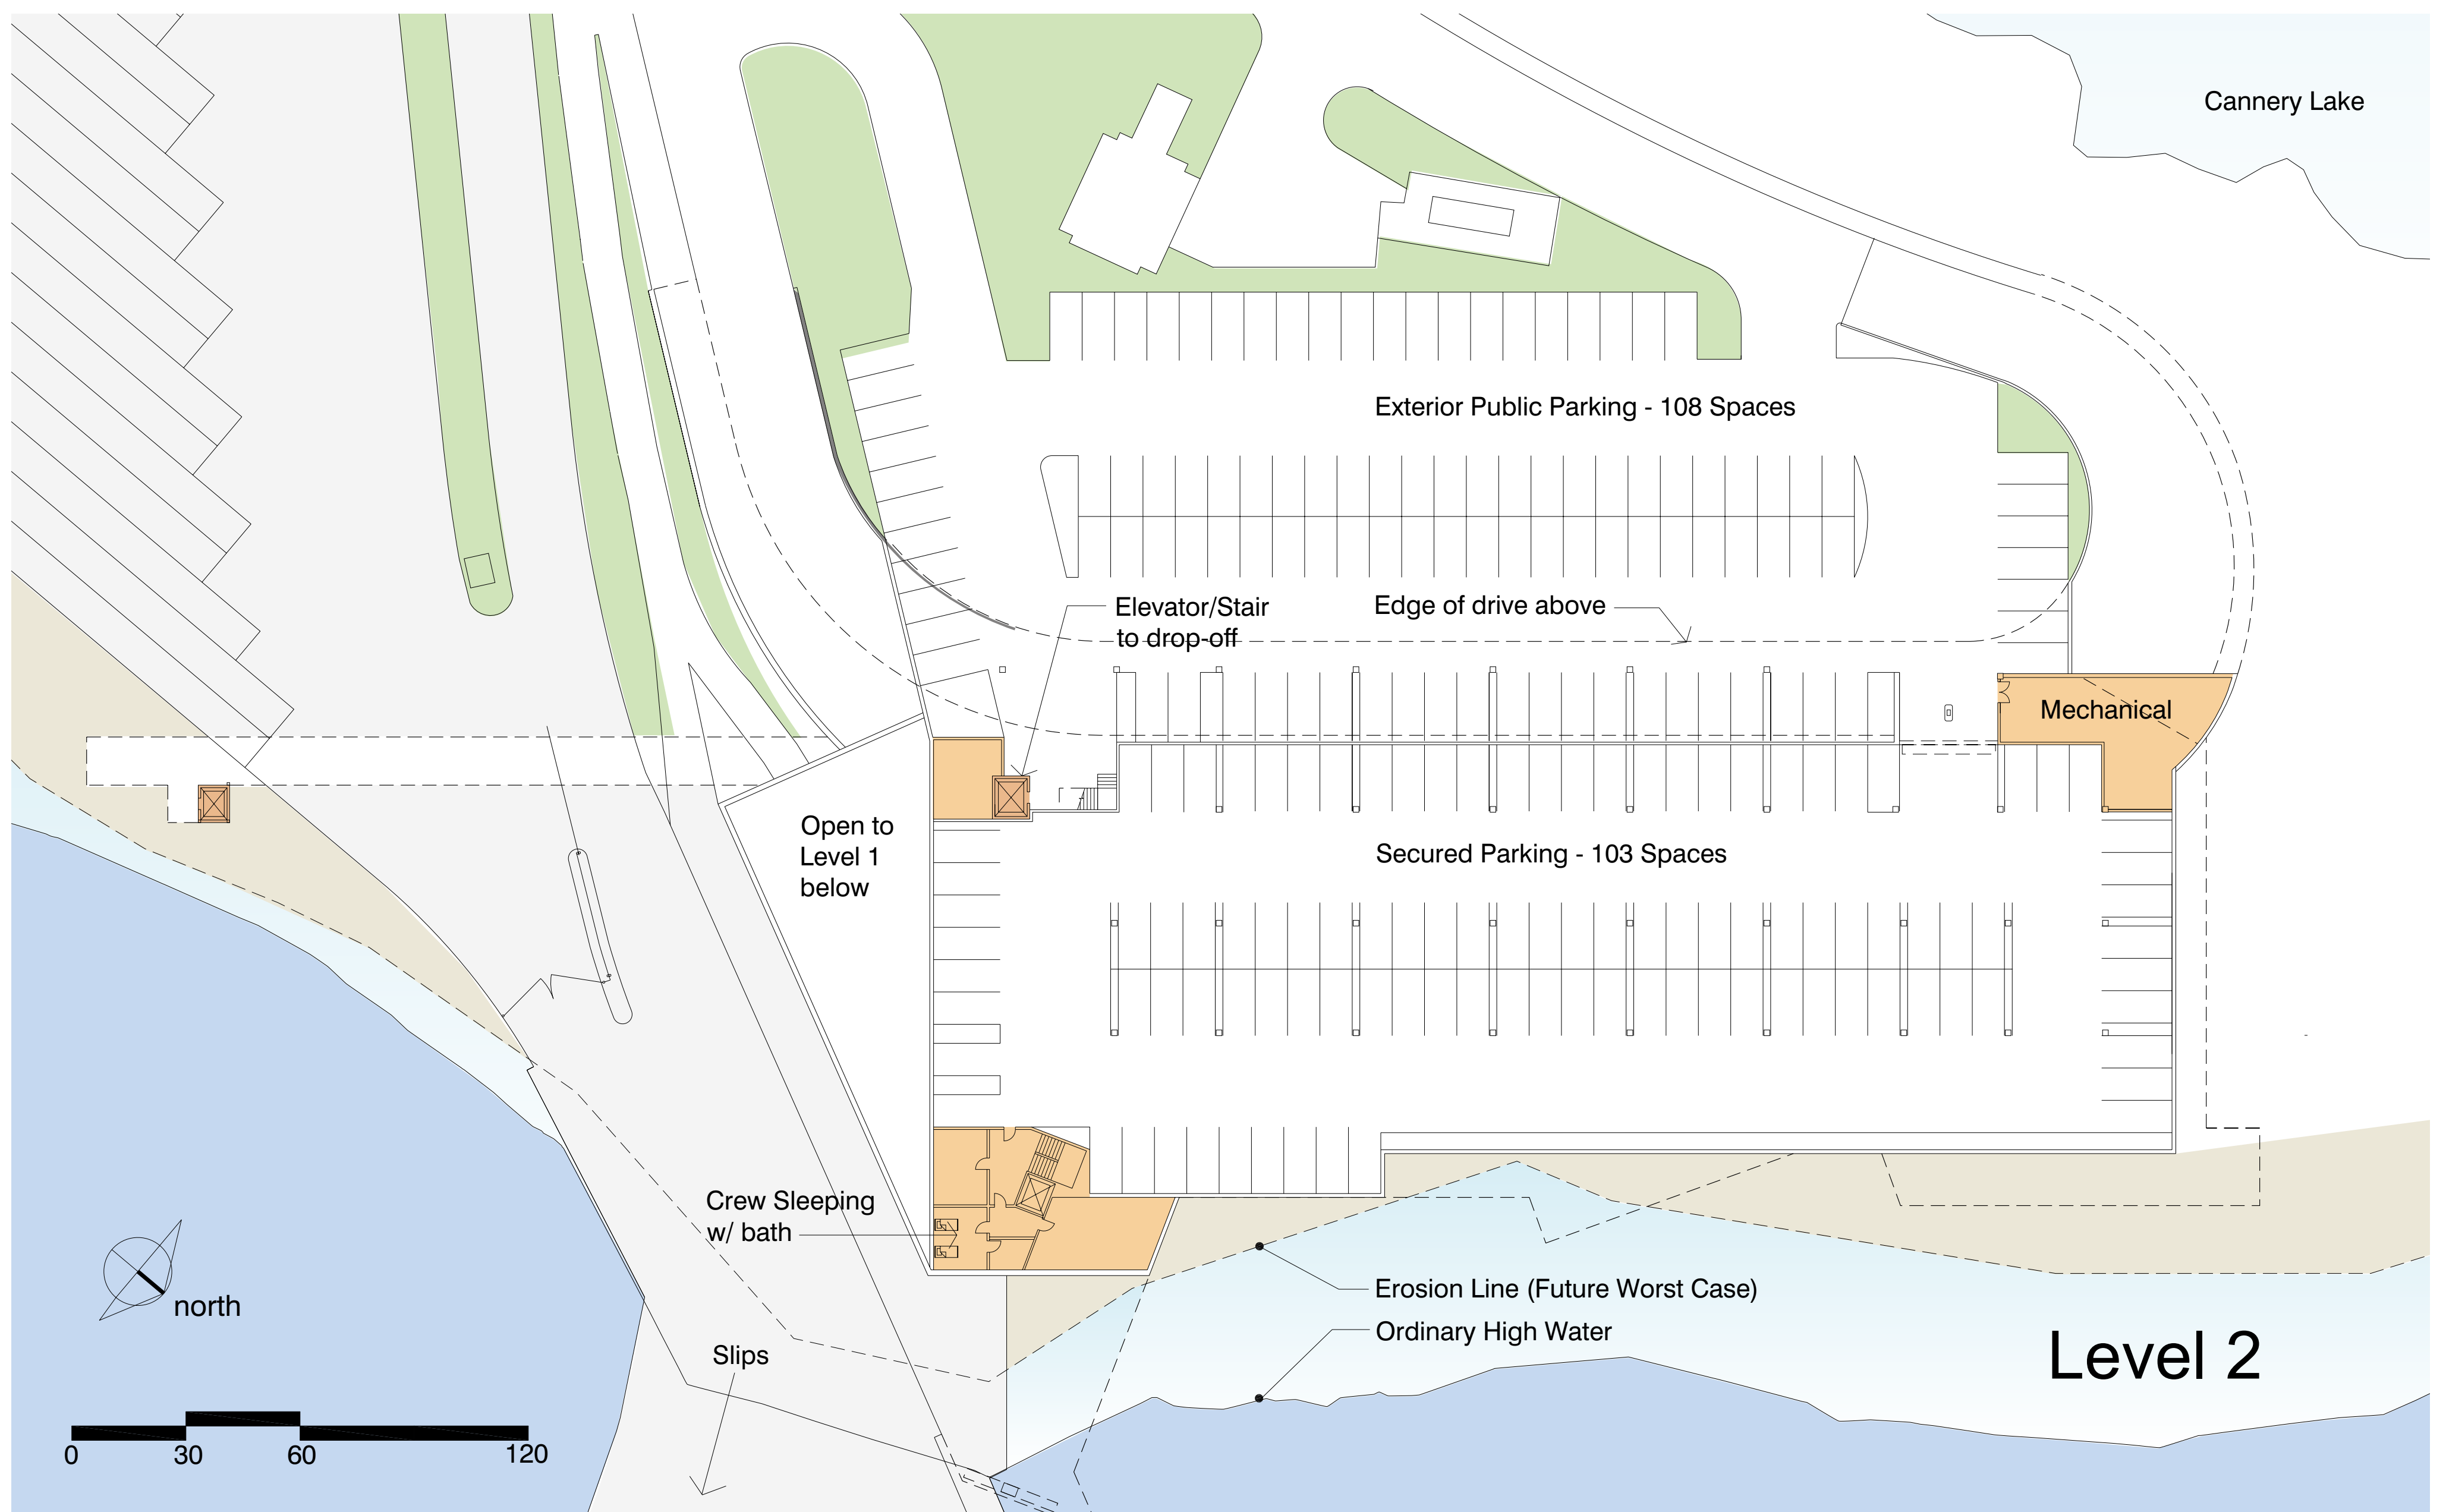 Cannery Lake
Exterior Public Parking - 108 Spaces
Elevator/Stair
to drop-off
Edge of drive above
Mechanical
Open to
Level 1
below
Secured Parking - 103 Spaces
Crew Sleeping
w/ bath
north
Erosion Line (Future Worst Case)
Ordinary High Water
Slips
Level 2
0 30 60 120